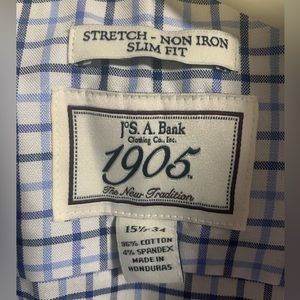 STRETCH - NON IRON
SLIM FIT
JoS. A. Bank
Clothing Co., Inc.
1905™
The New Tradition
15½-34
96% COTTON
4% SPANDEX
MADE IN
HONDURAS